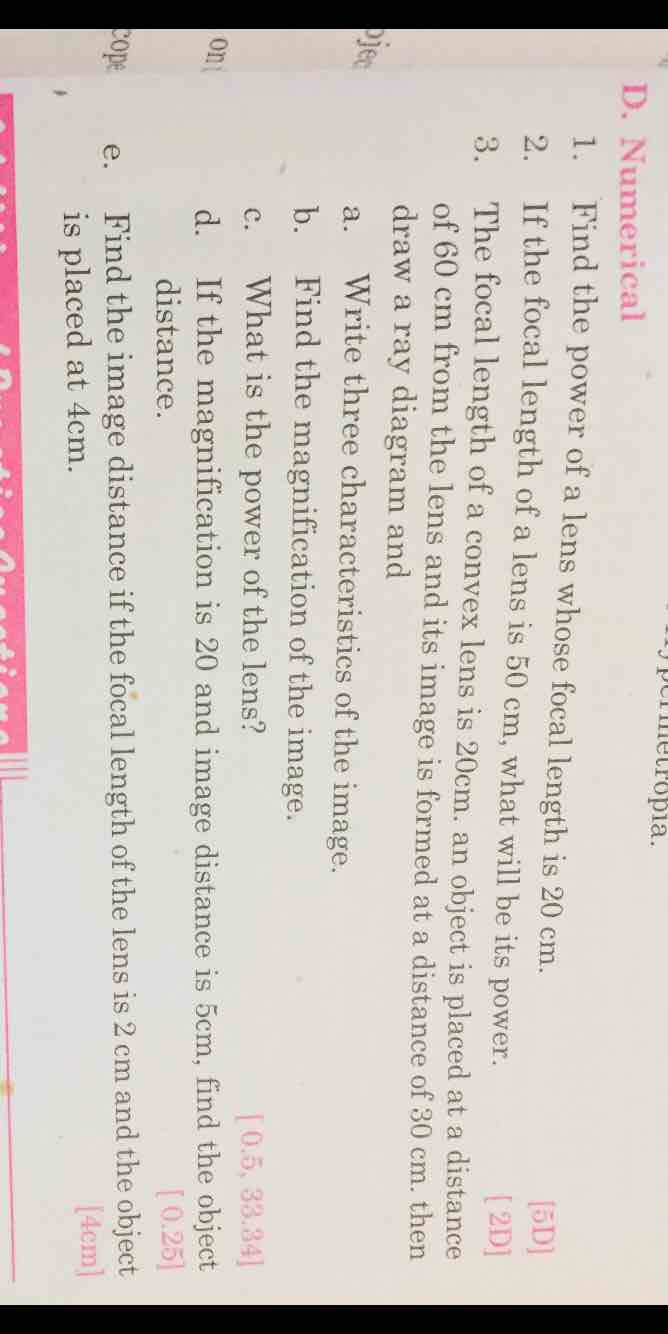 D. Numerical
1. Find the power of a lens whose focal length is 20 cm. [5D]
2. If the focal length of a lens is 50 cm, what will be its power. [ 2D]
3. The focal length of a convex lens is 20cm. an object is placed at a distance
of 60 cm from the lens and its image is formed at a distance of 30 cm. then
draw a ray diagram and
a. Write three characteristics of the image.
b. Find the magnification of the image.
c. What is the power of the lens? [ 0.5, 33.34]
d. If the magnification is 20 and image distance is 5cm, find the object
distance. [ 0.25]
e. Find the image distance if the focal length of the lens is 2 cm and the object
is placed at 4cm. [4cm]